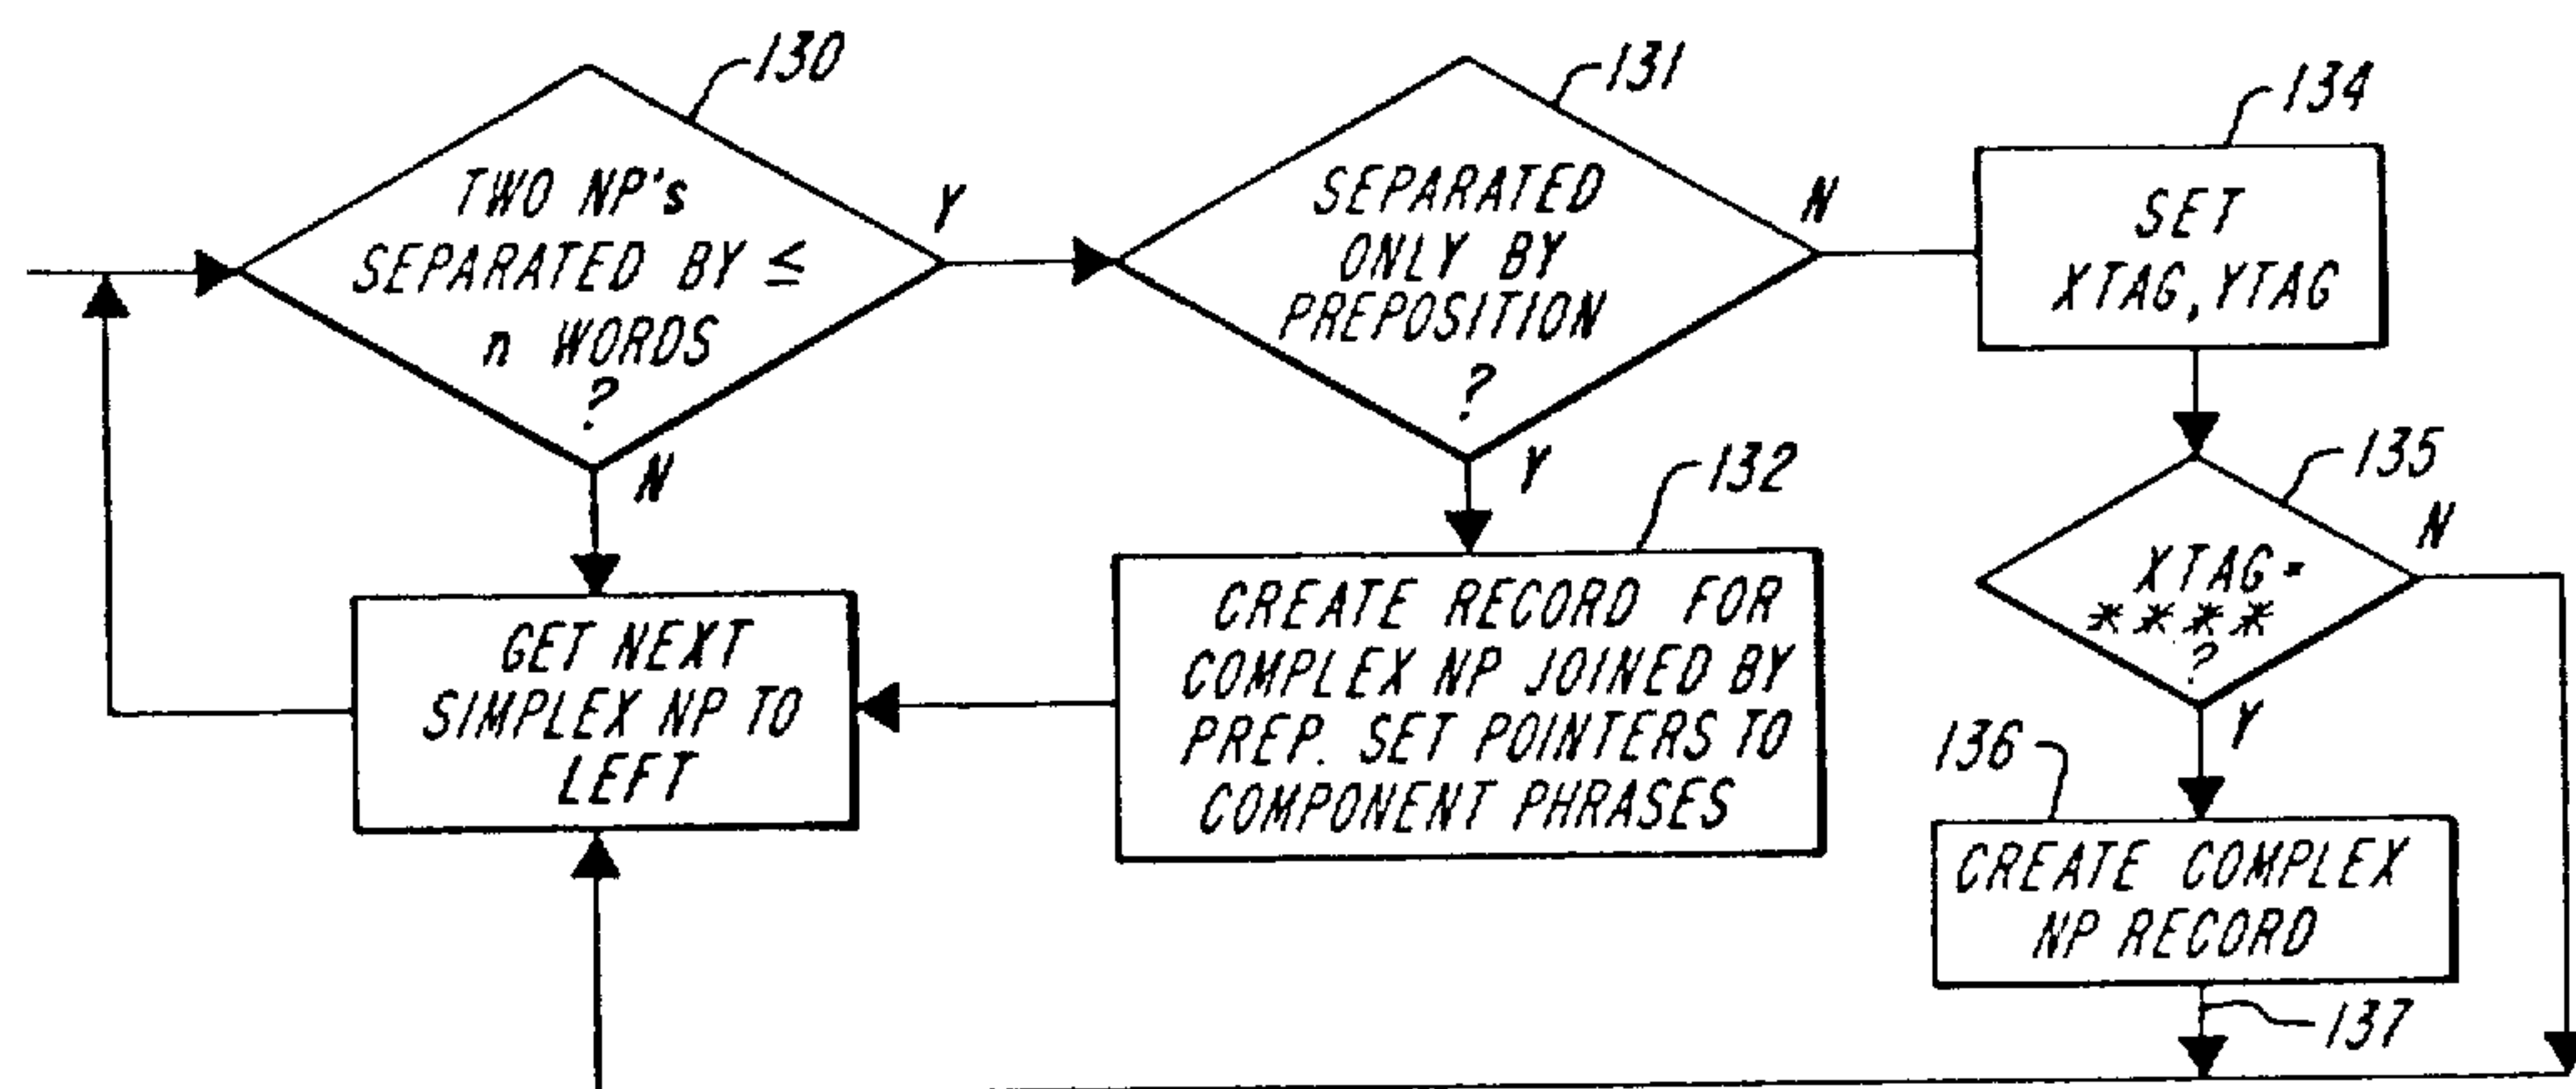 130
TWO NP's
SEPARATED BY ≤
n WORDS
?
Y
N
131
SEPARATED
ONLY BY
PREPOSITION
?
N
Y
134
SET
XTAG, YTAG
135
XTAG=
****
?
N
Y
GET NEXT
SIMPLEX NP TO
LEFT
132
CREATE RECORD FOR
COMPLEX NP JOINED BY
PREP. SET POINTERS TO
COMPONENT PHRASES
136
CREATE COMPLEX
NP RECORD
137